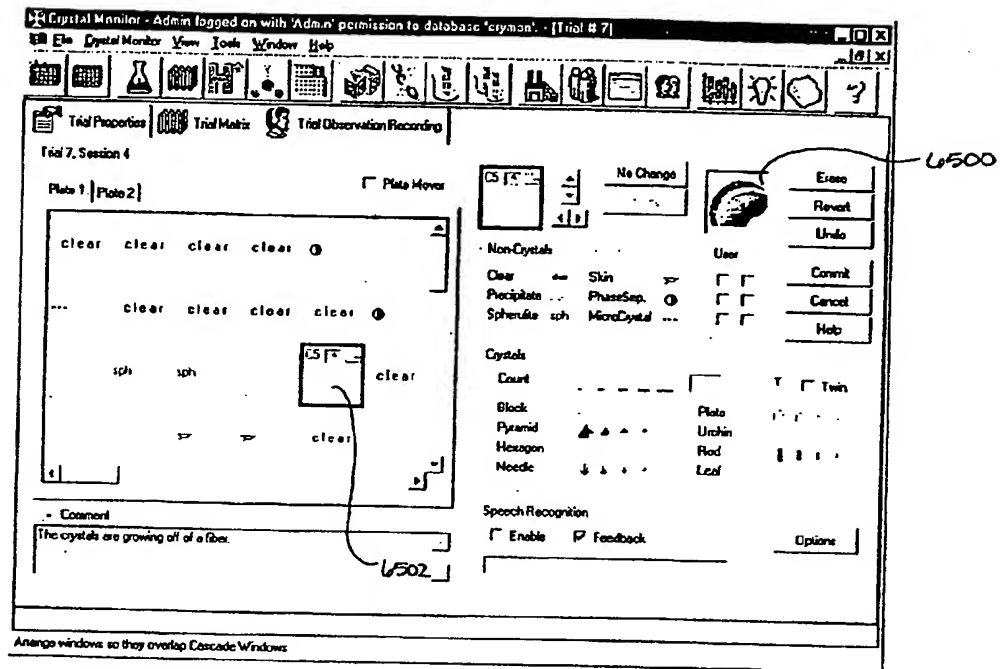 Crystal Monitor - Admin logged on with 'Admin' permission to database 'cryman'. - [Trial # 7]
File Crystal Monitor View Tools Window Help
Trial Properties Trial Matrix Trial Observation Recording
Trial 7, Session 4
Plate 1 Plate 2 Plate Mover
C5 4 No Change
6500
Erase
Revert
Undo
Commit
Cancel
Help
clear clear clear clear
clear clear clear clear
sph sph C5 4 clear
clear
Non-Crystals User
Clear Skin
Precipitate PhaseSep.
Spherulite sph MicroCrystal
Crystals
Count T Twin
Block Plate
Pyramid Urchin
Hexagon Rod
Needle Leaf
Comment
The crystals are growing off of a fiber.
6502
Speech Recognition
Enable Feedback Options
Arrange windows so they overlap Cascade Windows